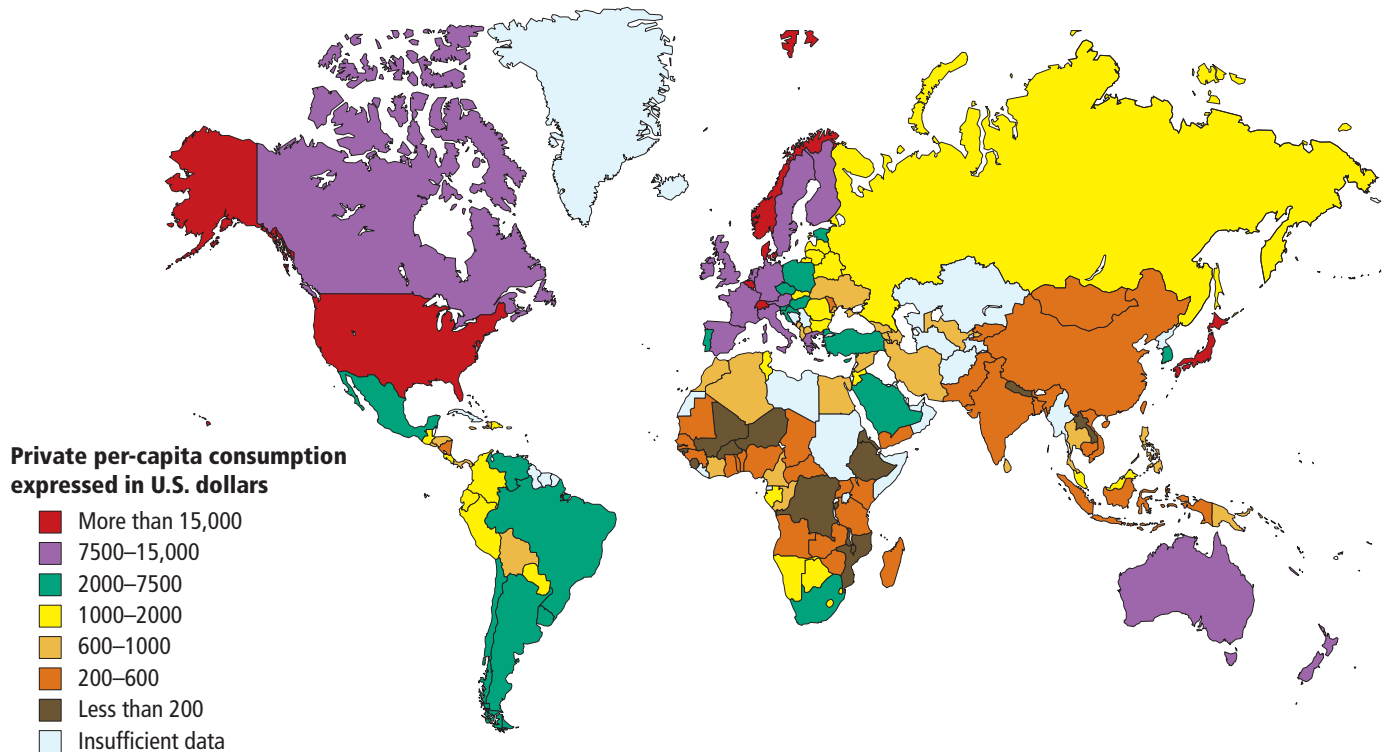 Private per-capita consumption
expressed in U.S. dollars
More than 15,000
7500–15,000
2000–7500
1000–2000
600–1000
200–600
Less than 200
Insufficient data